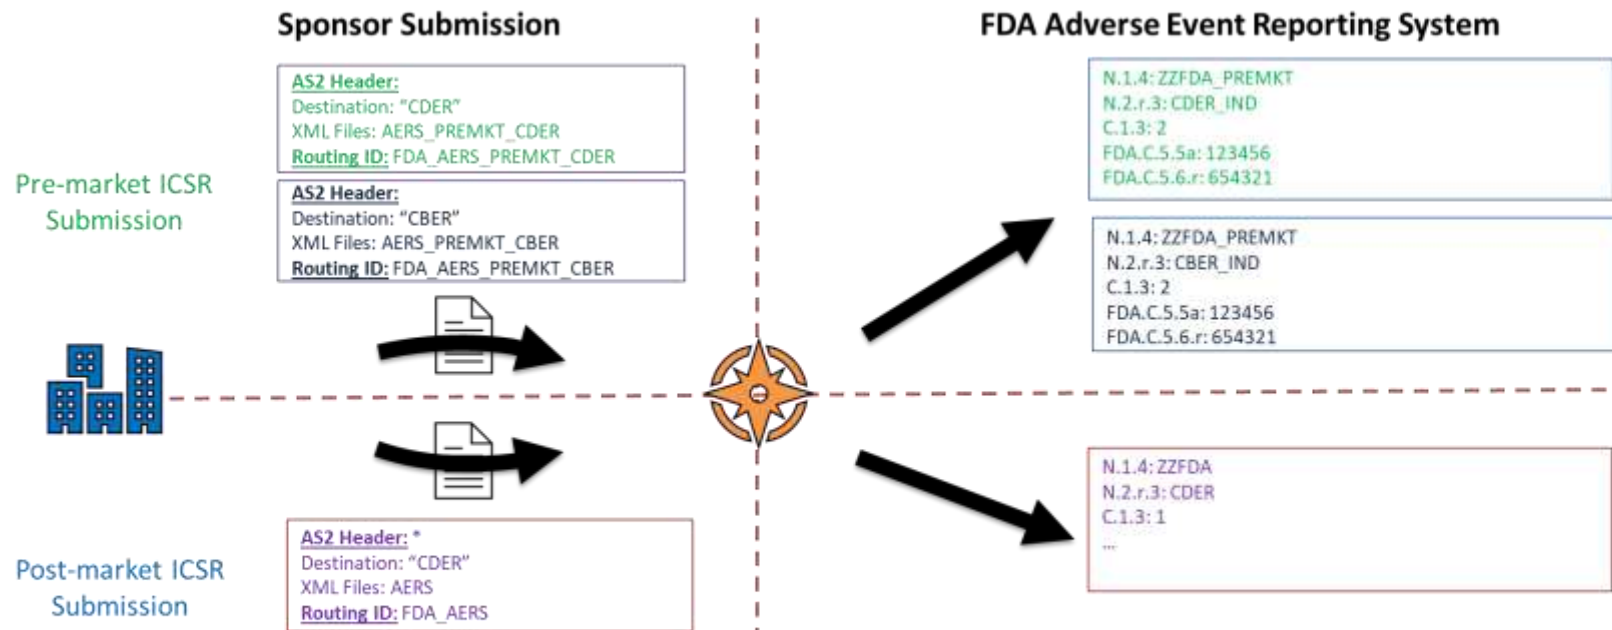 Sponsor Submission
FDA Adverse Event Reporting System
Pre-market ICSR
Submission
AS2 Header:
Destination: “CDER”
XML Files: AERS_PREMKT_CDER
Routing ID: FDA_AERS_PREMKT_CDER
AS2 Header:
Destination: “CBER”
XML Files: AERS_PREMKT_CBER
Routing ID: FDA_AERS_PREMKT_CBER
N.1.4: ZZFDA_PREMKT
N.2.r.3: CDER_IND
C.1.3: 2
FDA.C.5.5a: 123456
FDA.C.5.6.r: 654321
N.1.4: ZZFDA_PREMKT
N.2.r.3: CBER_IND
C.1.3: 2
FDA.C.5.5a: 123456
FDA.C.5.6.r: 654321
Post-market ICSR
Submission
AS2 Header: *
Destination: “CDER”
XML Files: AERS
Routing ID: FDA_AERS
N.1.4: ZZFDA
N.2.r.3: CDER
C.1.3: 1
...